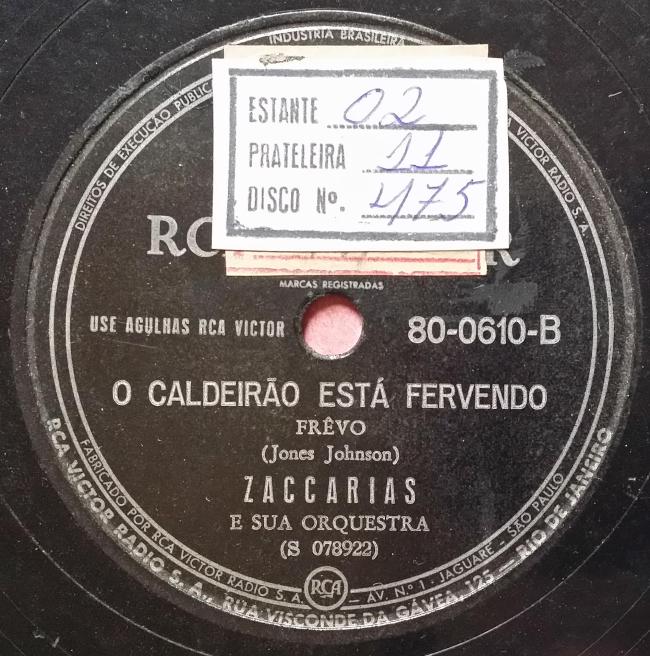 INDUSTRIA BRASILEIRA
DIREITOS DE EXECUÇÃO PUBLIC
VICTOR RADIO S. A.
ESTANTE 02
PRATELEIRA 11
DISCO Nº. 475
RC R
MARCAS REGISTRADAS
USE AGULHAS RCA VICTOR
80-0610-B
O CALDEIRÃO ESTÁ FERVENDO
FRÊVO
(Jones Johnson)
ZACCARIAS
E SUA ORQUESTRA
(S 078922)
FABRICADO POR RCA VICTOR RADIO S. A. RCA AV. Nº 1 - JAGUARÉ - SÃO PAULO
RCA VICTOR RADIO S. A., RUA VISCONDE DA GÁVEA, 125 — RIO DE JANEIRO